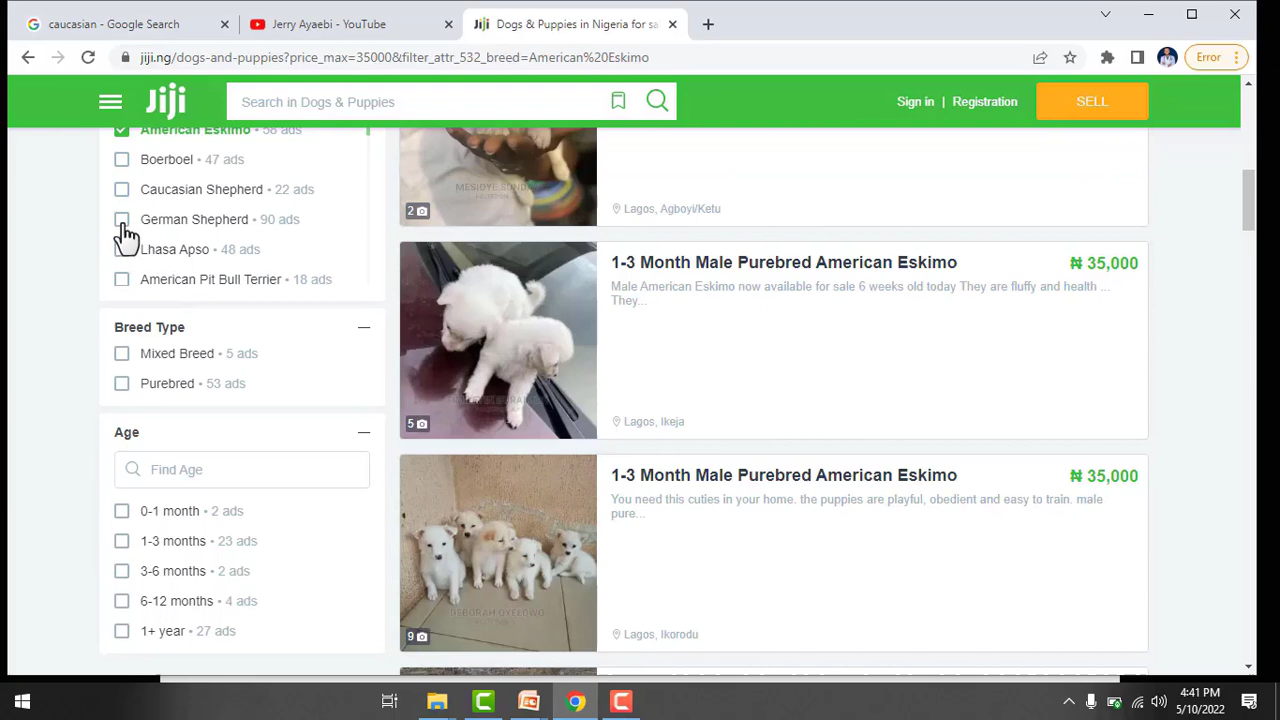 caucasian - Google Search
Jerry Ayaebi - YouTube
Jiji Dogs & Puppies in Nigeria for sa
jiji.ng/dogs-and-puppies?price_max=35000&filter_attr_532_breed=American%20Eskimo
Error
Jiji
Search in Dogs & Puppies
Sign in | Registration
SELL
American Eskimo • 58 ads
Boerboel • 47 ads
Caucasian Shepherd • 22 ads
German Shepherd • 90 ads
Lhasa Apso • 48 ads
American Pit Bull Terrier • 18 ads
Breed Type
Mixed Breed • 5 ads
Purebred • 53 ads
Age
Find Age
0-1 month • 2 ads
1-3 months • 23 ads
3-6 months • 2 ads
6-12 months • 4 ads
1+ year • 27 ads
2
Lagos, Agboyi/Ketu
1-3 Month Male Purebred American Eskimo
₦ 35,000
Male American Eskimo now available for sale 6 weeks old today They are fluffy and health ...
They...
5
Lagos, Ikeja
1-3 Month Male Purebred American Eskimo
₦ 35,000
You need this cuties in your home. the puppies are playful, obedient and easy to train. male
pure...
DEBORAH OYELOWO
9
Lagos, Ikorodu
4:41 PM
5/10/2022